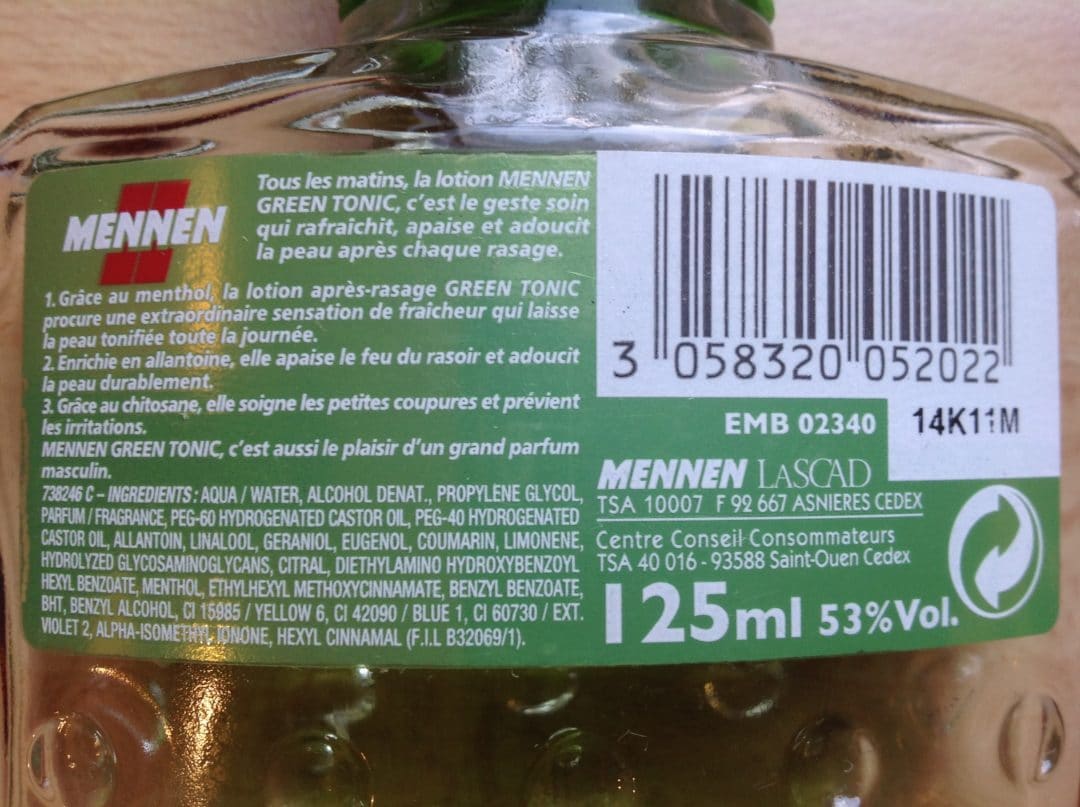 MENNEN
Tous les matins, la lotion MENNEN
GREEN TONIC, c'est le geste soin
qui rafraichit, apaise et adoucit
la peau après chaque rasage.
1. Grâce au menthol, la lotion après-rasage GREEN TONIC
procure une extraordinaire sensation de fraicheur qui laisse
la peau tonifiée toute la journée.
2. Enrichie en allantoine, elle apaise le feu du rasoir et adoucit
la peau durablement.
3. Grâce au chitosane, elle soigne les petites coupures et prévient
les irritations.
MENNEN GREEN TONIC, c'est aussi le plaisir d'un grand parfum
masculin.
738246 C – INGREDIENTS : AQUA / WATER, ALCOHOL DENAT., PROPYLENE GLYCOL,
PARFUM / FRAGRANCE, PEG-60 HYDROGENATED CASTOR OIL, PEG-40 HYDROGENATED
CASTOR OIL, ALLANTOIN, LINALOOL, GERANIOL, EUGENOL, COUMARIN, LIMONENE,
HYDROLYZED GLYCOSAMINOGLYCANS, CITRAL, DIETHYLAMINO HYDROXYBENZOYL
HEXYL BENZOATE, MENTHOL, ETHYLHEXYL METHOXYCINNAMATE, BENZYL BENZOATE,
BHT, BENZYL ALCOHOL, CI 15985 / YELLOW 6, CI 42090 / BLUE 1, CI 60730 / EXT.
VIOLET 2, ALPHA-ISOMETHYL IONONE, HEXYL CINNAMAL (F.I.L B32069/1).
3 058320 052022
EMB 02340
14K11M
MENNEN LASCAD
TSA 10007 F 92 667 ASNIERES CEDEX
Centre Conseil Consommateurs
TSA 40 016 - 93588 Saint-Ouen Cedex
125ml 53%Vol.